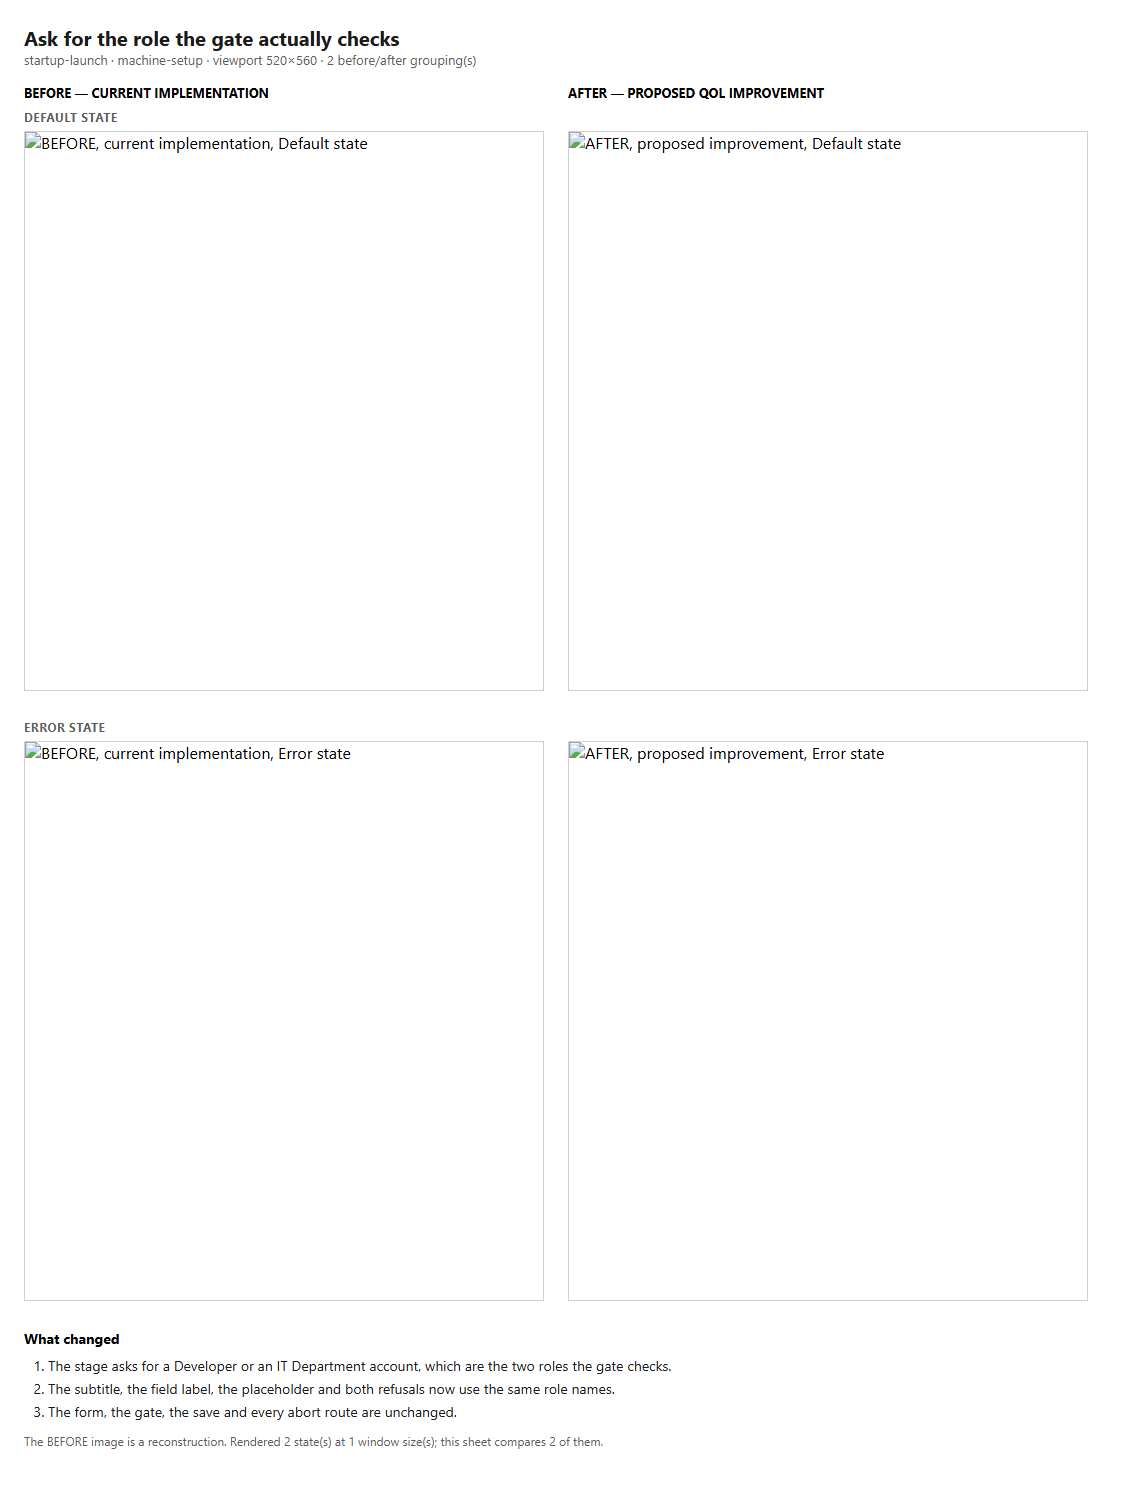 Ask for the role the gate actually checks
startup-launch · machine-setup · viewport 520×560 · 2 before/after grouping(s)
BEFORE — CURRENT IMPLEMENTATION
AFTER — PROPOSED QOL IMPROVEMENT
DEFAULT STATE
BEFORE, current implementation, Default state
AFTER, proposed improvement, Default state
ERROR STATE
BEFORE, current implementation, Error state
AFTER, proposed improvement, Error state
What changed
1. The stage asks for a Developer or an IT Department account, which are the two roles the gate checks.
2. The subtitle, the field label, the placeholder and both refusals now use the same role names.
3. The form, the gate, the save and every abort route are unchanged.
The BEFORE image is a reconstruction. Rendered 2 state(s) at 1 window size(s); this sheet compares 2 of them.